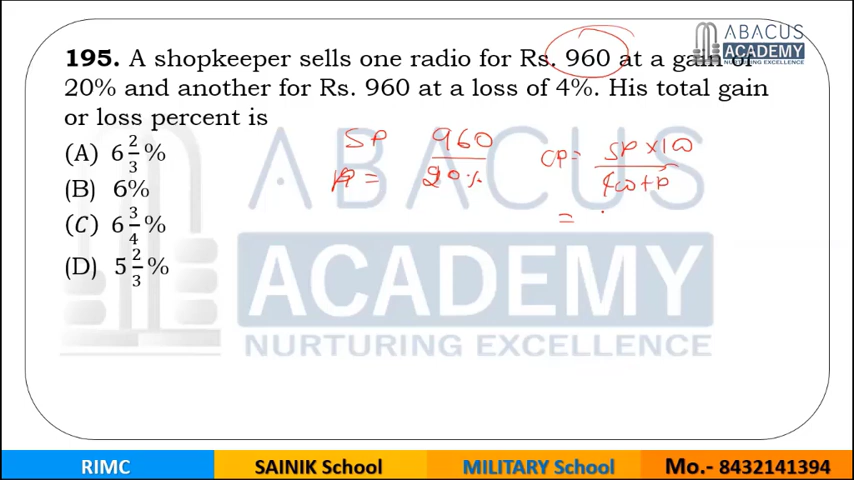 ABACUS
ACADEMY
NURTURING EXCELLENCE
195. A shopkeeper sells one radio for Rs. 960 at a gain of
20% and another for Rs. 960 at a loss of 4%. His total gain
or loss percent is
(A) 6 2/3 %
(B) 6%
(C) 6 3/4 %
(D) 5 2/3 %
SP 960
P = 20%
CP = SP × 100
100 + P
=
ABACUS
ACADEMY
NURTURING EXCELLENCE
RIMC SAINIK School MILITARY School Mo.- 8432141394